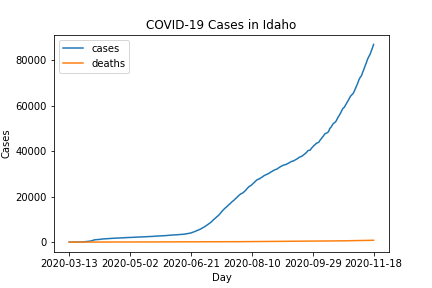 COVID-19 Cases in Idaho
cases
deaths
80000
60000
40000
20000
0
Cases
2020-03-13 2020-05-02 2020-06-21 2020-08-10 2020-09-29 2020-11-18
Day